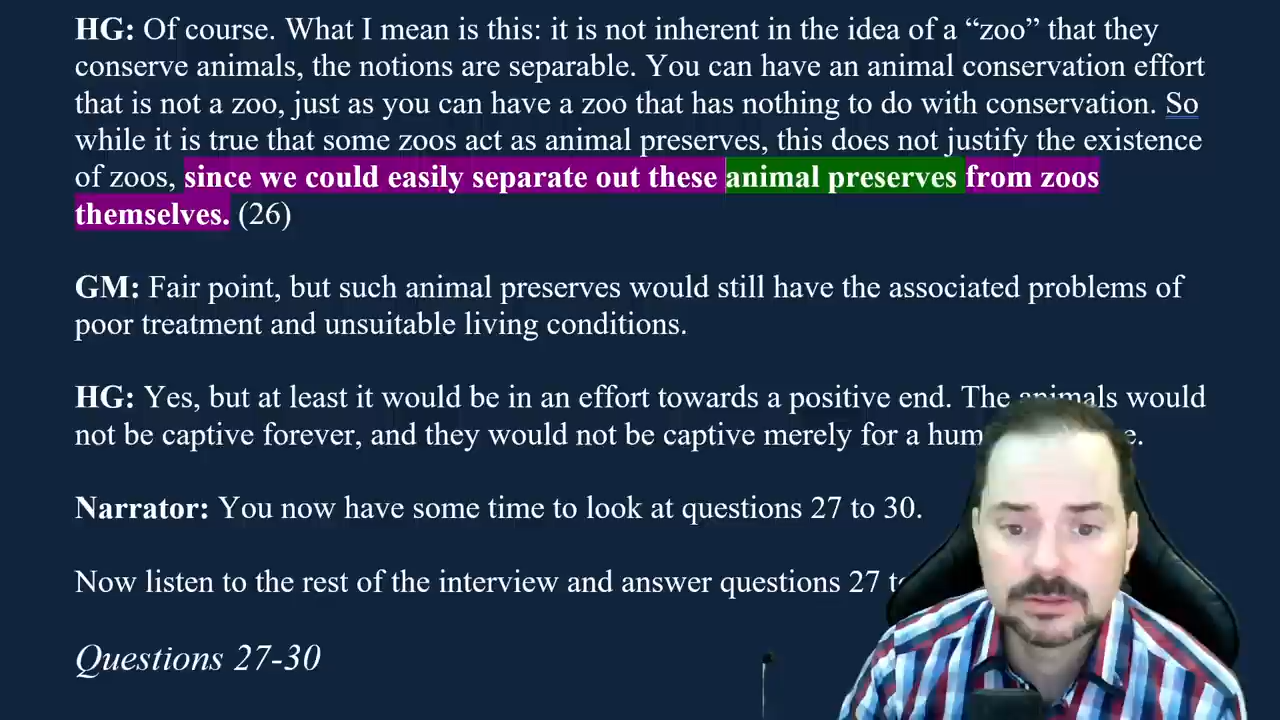 HG: Of course. What I mean is this: it is not inherent in the idea of a “zoo” that they
conserve animals, the notions are separable. You can have an animal conservation effort
that is not a zoo, just as you can have a zoo that has nothing to do with conservation. So
while it is true that some zoos act as animal preserves, this does not justify the existence
of zoos, since we could easily separate out these animal preserves from zoos
themselves. (26)
GM: Fair point, but such animal preserves would still have the associated problems of
poor treatment and unsuitable living conditions.
HG: Yes, but at least it would be in an effort towards a positive end. The animals would
not be captive forever, and they would not be captive merely for a
Narrator: You now have some time to look at questions 27 to 30.
Now listen to the rest of the interview and answer questions 27
Questions 27-30